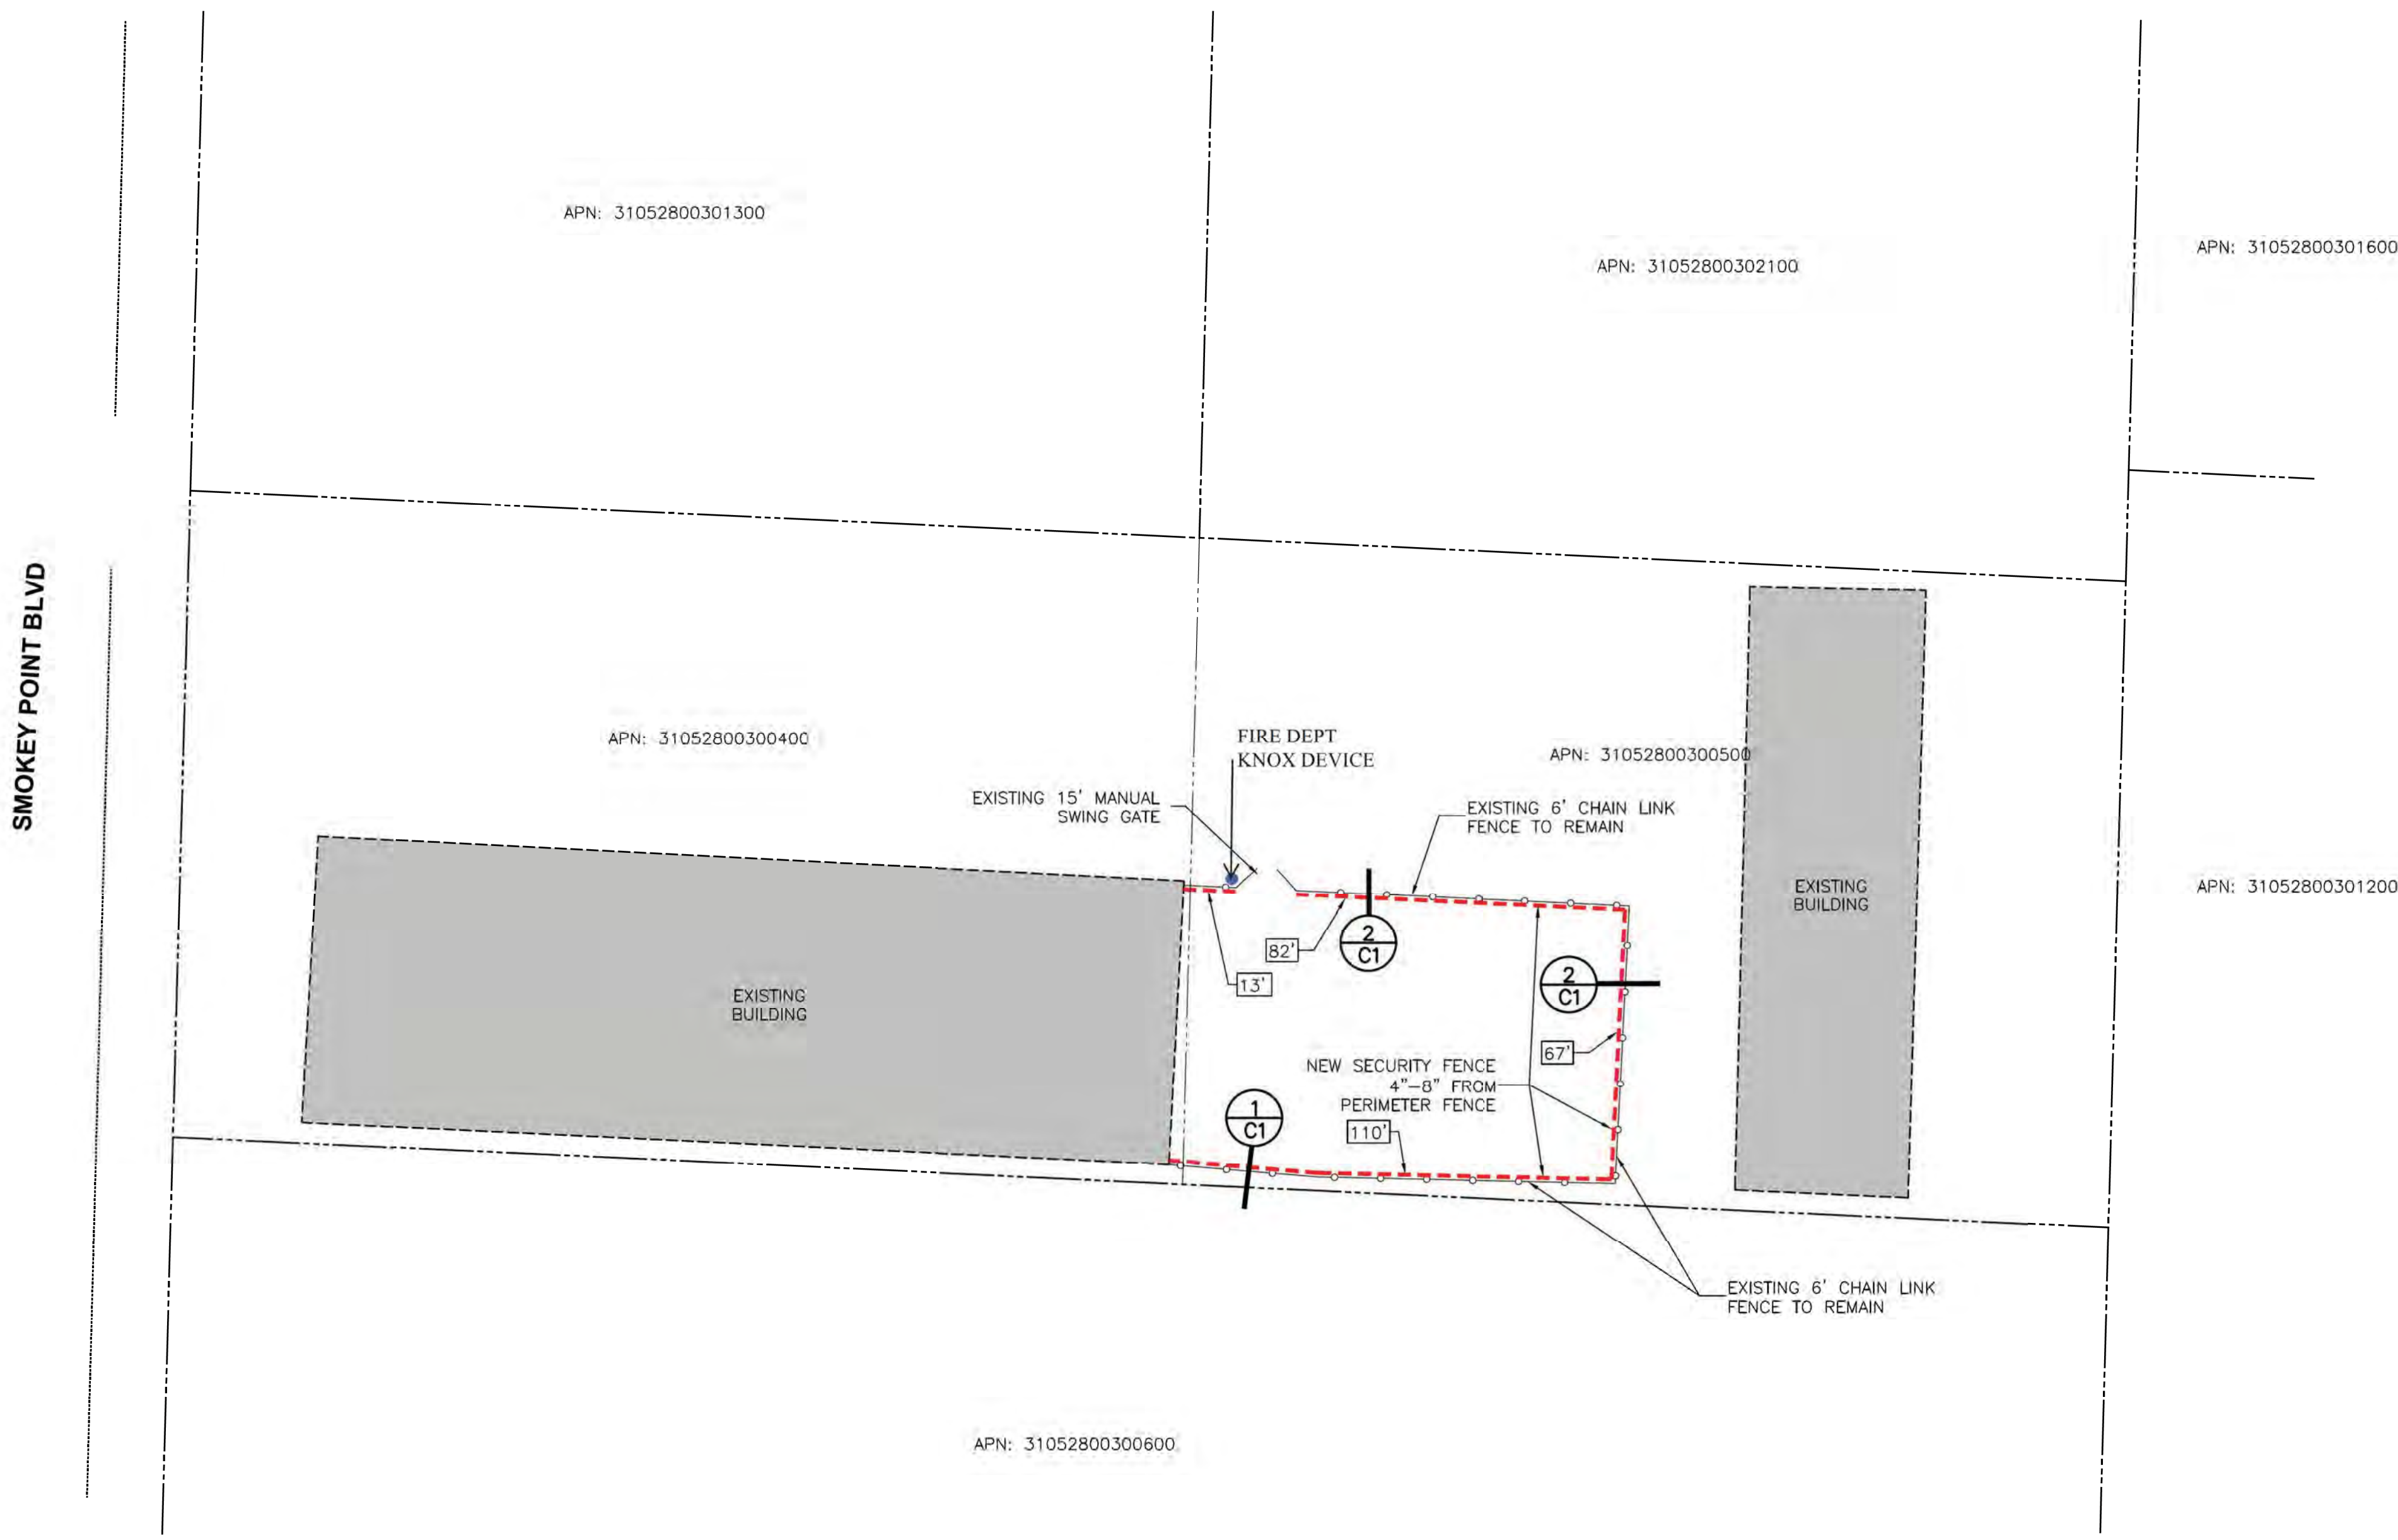 APN: 31052800301300
APN: 31052800302100
APN: 31052800301600
SMOKEY POINT BLVD
APN: 31052800300400
FIRE DEPT
KNOX DEVICE
APN: 31052800300500
EXISTING 15' MANUAL
SWING GATE
EXISTING 6' CHAIN LINK
FENCE TO REMAIN
EXISTING
BUILDING
APN: 31052800301200
82'
2
C1
13'
2
C1
EXISTING
BUILDING
67'
NEW SECURITY FENCE
4"-8" FROM
PERIMETER FENCE
1
C1
110'
EXISTING 6' CHAIN LINK
FENCE TO REMAIN
APN: 31052800300600